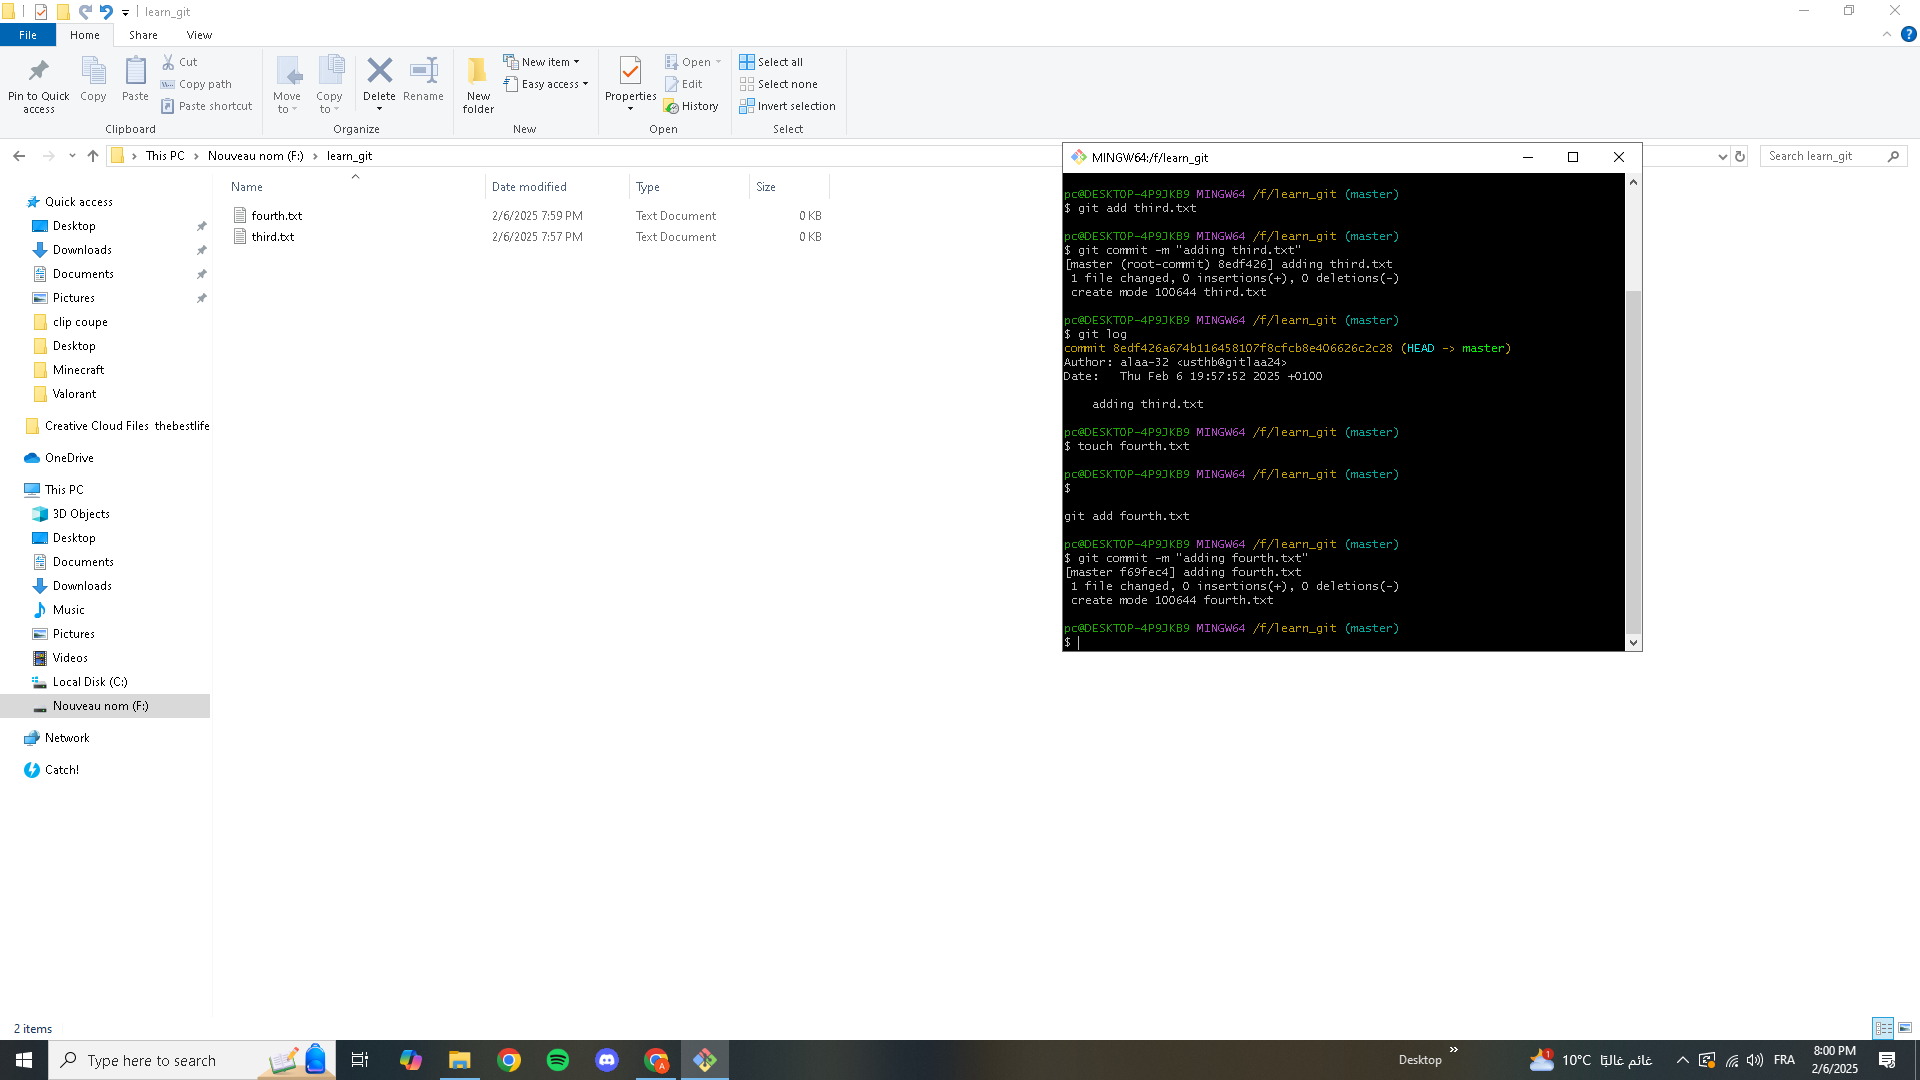 learn_git
File Home Share View
Pin to Quick access
Copy
Paste
Cut
Copy path
Paste shortcut
Clipboard
Move to
Copy to
Delete
Rename
Organize
New folder
New item
Easy access
New
Properties
Open
Edit
History
Open
Select all
Select none
Invert selection
Select
This PC > Nouveau nom (F:) > learn_git
Search learn_git
Name Date modified Type Size
fourth.txt 2/6/2025 7:59 PM Text Document 0 KB
third.txt 2/6/2025 7:57 PM Text Document 0 KB
Quick access
Desktop
Downloads
Documents
Pictures
clip coupe
Desktop
Minecraft
Valorant
Creative Cloud Files thebestlife
OneDrive
This PC
3D Objects
Desktop
Documents
Downloads
Music
Pictures
Videos
Local Disk (C:)
Nouveau nom (F:)
Network
Catch!
2 items
MINGW64:/f/learn_git
pc@DESKTOP-4P9JKB9 MINGW64 /f/learn_git (master)
$ git add third.txt
pc@DESKTOP-4P9JKB9 MINGW64 /f/learn_git (master)
$ git commit -m "adding third.txt"
[master (root-commit) 8edf426] adding third.txt
1 file changed, 0 insertions(+), 0 deletions(-)
create mode 100644 third.txt
pc@DESKTOP-4P9JKB9 MINGW64 /f/learn_git (master)
$ git log
commit 8edf426a674b116458107f8cfcb8e406626c2c28 (HEAD -> master)
Author: alaa-32 <usthb@gitlaa24>
Date:   Thu Feb 6 19:57:52 2025 +0100
adding third.txt
pc@DESKTOP-4P9JKB9 MINGW64 /f/learn_git (master)
$ touch fourth.txt
pc@DESKTOP-4P9JKB9 MINGW64 /f/learn_git (master)
$
git add fourth.txt
pc@DESKTOP-4P9JKB9 MINGW64 /f/learn_git (master)
$ git commit -m "adding fourth.txt"
[master f69fec4] adding fourth.txt
1 file changed, 0 insertions(+), 0 deletions(-)
create mode 100644 fourth.txt
pc@DESKTOP-4P9JKB9 MINGW64 /f/learn_git (master)
$
Type here to search
Desktop
1
10°C غائم غالبًا
FRA
8:00 PM
2/6/2025